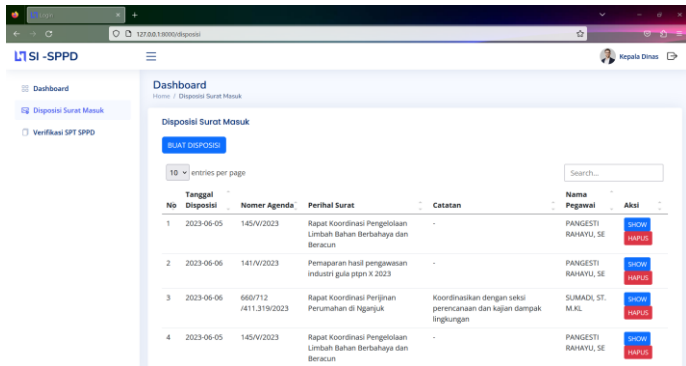 Login
127.0.0.1:8000/disposisi
SI -SPPD
Kepala Dinas
Dashboard
Disposisi Surat Masuk
Verifikasi SPT SPPD
Dashboard
Home / Disposisi Surat Masuk
Disposisi Surat Masuk
BUAT DISPOSISI
10 entries per page
Search...
No Tanggal Disposisi Nomer Agenda Perihal Surat Catatan Nama Pegawai Aksi
1 2023-06-05 145/V/2023 Rapat Koordinasi Pengelolaan - PANGESTI SHOW
Limbah Bahan Berbahaya dan RAHAYU, SE HAPUS
Beracun
2 2023-06-06 141/V/2023 Pemaparan hasil pengawasan - PANGESTI SHOW
industri gula ptpn X 2023 RAHAYU, SE HAPUS
3 2023-06-06 660/712 Rapat Koordinasi Perijinan Koordinasikan dengan seksi SUMADI, ST. SHOW
/411.319/2023 Perumahan di Nganjuk perencanaan dan kajian dampak M.KL HAPUS
lingkungan
4 2023-06-05 145/V/2023 Rapat Koordinasi Pengelolaan - PANGESTI SHOW
Limbah Bahan Berbahaya dan RAHAYU, SE HAPUS
Beracun